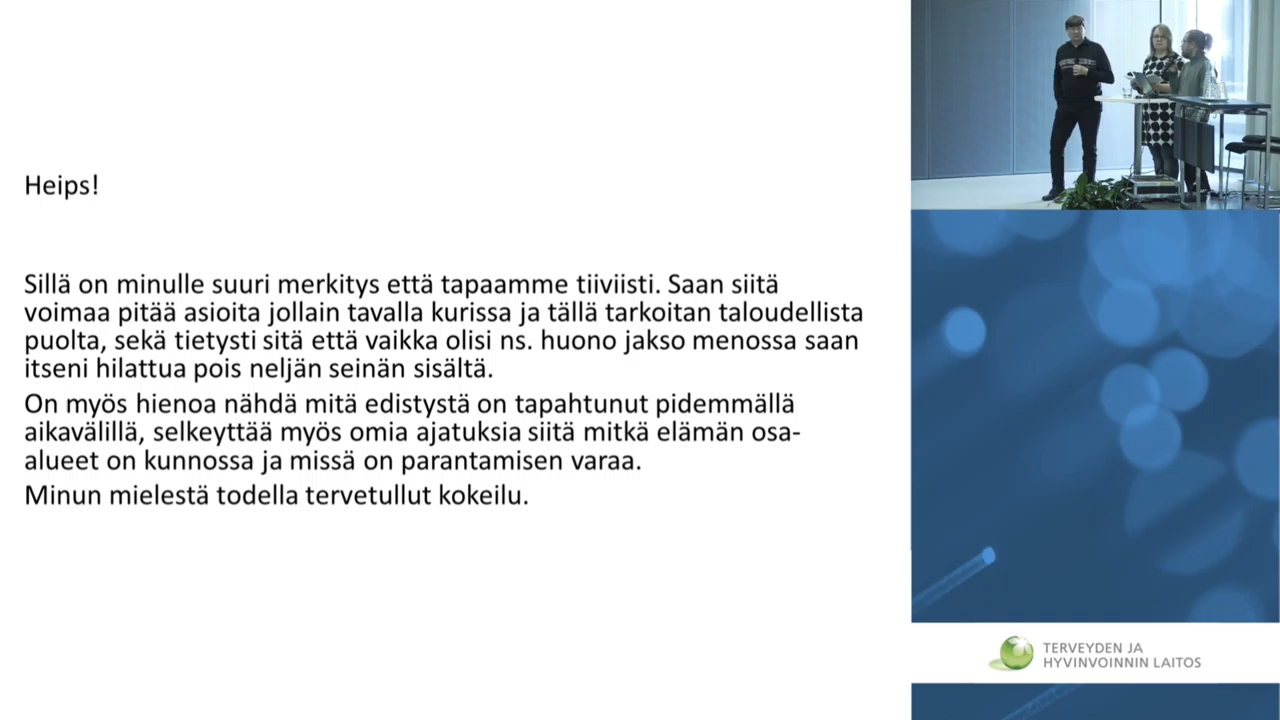 Heips!
Sillä on minulle suuri merkitys että tapaamme tiiviisti. Saan siitä
voimaa pitää asioita jollain tavalla kurissa ja tällä tarkoitan taloudellista
puolta, sekä tietysti sitä että vaikka olisi ns. huono jakso menossa saan
itseni hilattua pois neljän seinän sisältä.
On myös hienoa nähdä mitä edistystä on tapahtunut pidemmällä
aikavälillä, selkeyttää myös omia ajatuksia siitä mitkä elämän osa-
alueet on kunnossa ja missä on parantamisen varaa.
Minun mielestä todella tervetullut kokeilu.
TERVEYDEN JA
HYVINVOINNIN LAITOS